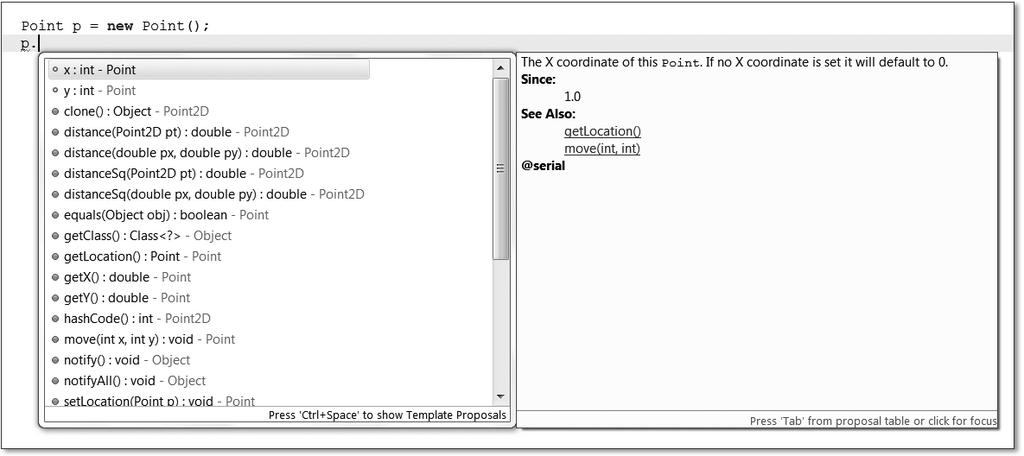 Point p = new Point();
p.
x : int - Point
y : int - Point
clone() : Object - Point2D
distance(Point2D pt) : double - Point2D
distance(double px, double py) : double - Point2D
distanceSq(Point2D pt) : double - Point2D
distanceSq(double px, double py) : double - Point2D
equals(Object obj) : boolean - Point
getClass() : Class<?> - Object
getLocation() : Point - Point
getX() : double - Point
getY() : double - Point
hashCode() : int - Point2D
move(int x, int y) : void - Point
notify() : void - Object
notifyAll() : void - Object
setLocation(Point p) : void - Point
Press 'Ctrl+Space' to show Template Proposals
The X coordinate of this Point. If no X coordinate is set it will default to 0.
Since:
1.0
See Also:
getLocation()
move(int, int)
@serial
Press 'Tab' from proposal table or click for focus